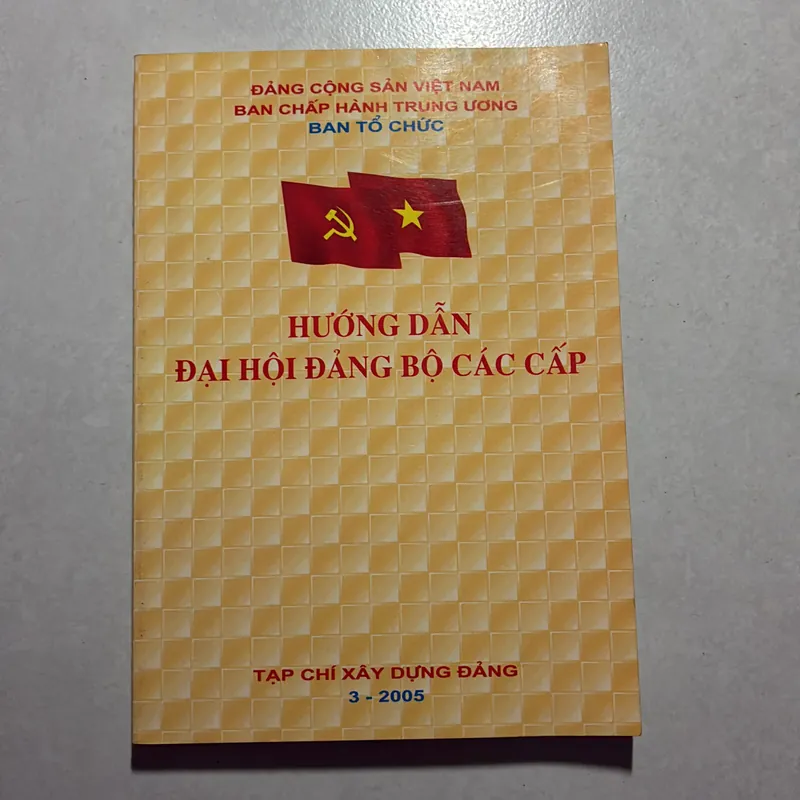 ĐẢNG CỘNG SẢN VIỆT NAM
BAN CHẤP HÀNH TRUNG ƯƠNG
BAN TỔ CHỨC
HƯỚNG DẪN
ĐẠI HỘI ĐẢNG BỘ CÁC CẤP
TẠP CHÍ XÂY DỰNG ĐẢNG
3 - 2005